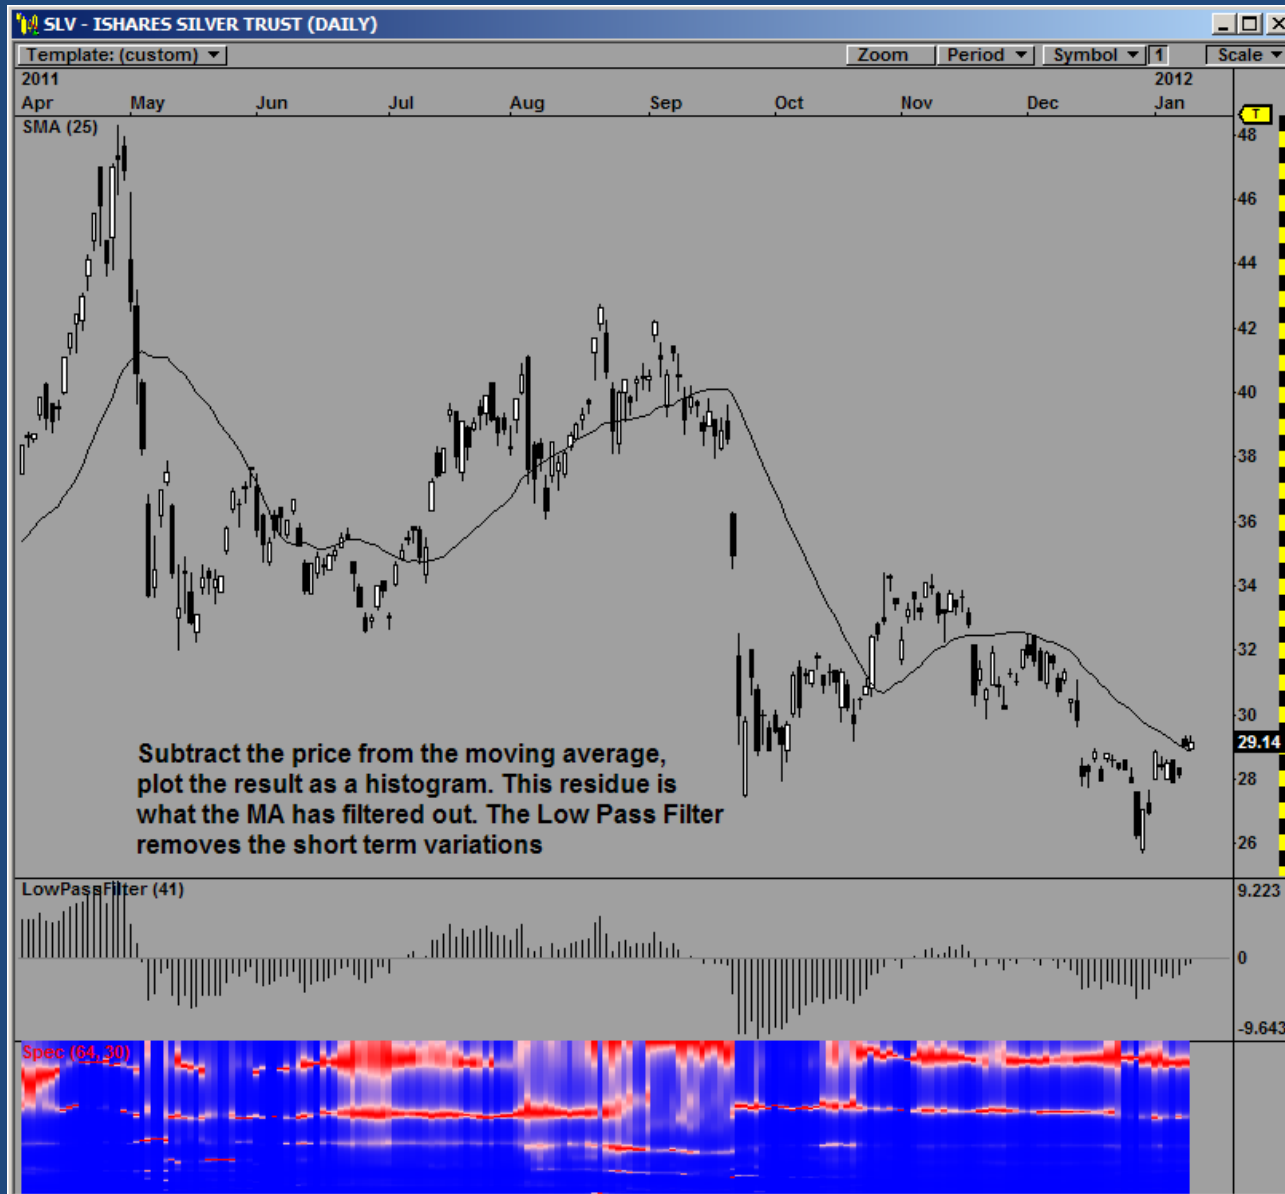 SLV - ISHARES SILVER TRUST (DAILY)
Template: (custom) Zoom Period Symbol 1 Scale
2011 2012
Apr May Jun Jul Aug Sep Oct Nov Dec Jan
SMA (25)
T
48
46
44
42
40
38
36
34
32
30
29.14
28
26
Subtract the price from the moving average,
plot the result as a histogram. This residue is
what the MA has filtered out. The Low Pass Filter
removes the short term variations
LowPassFilter (41)
9.223
0
-9.643
Spec (64, 30)